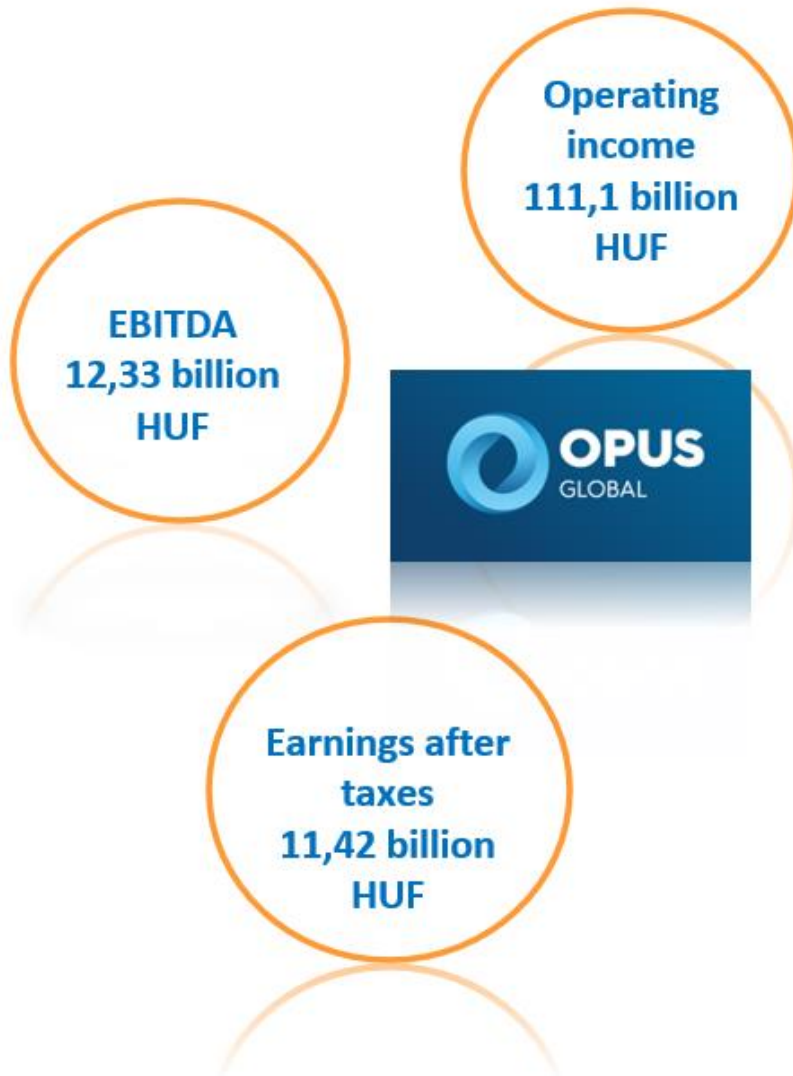 Operating
income
111,1 billion
HUF
EBITDA
12,33 billion
HUF
OPUS
GLOBAL
Earnings after
taxes
11,42 billion
HUF